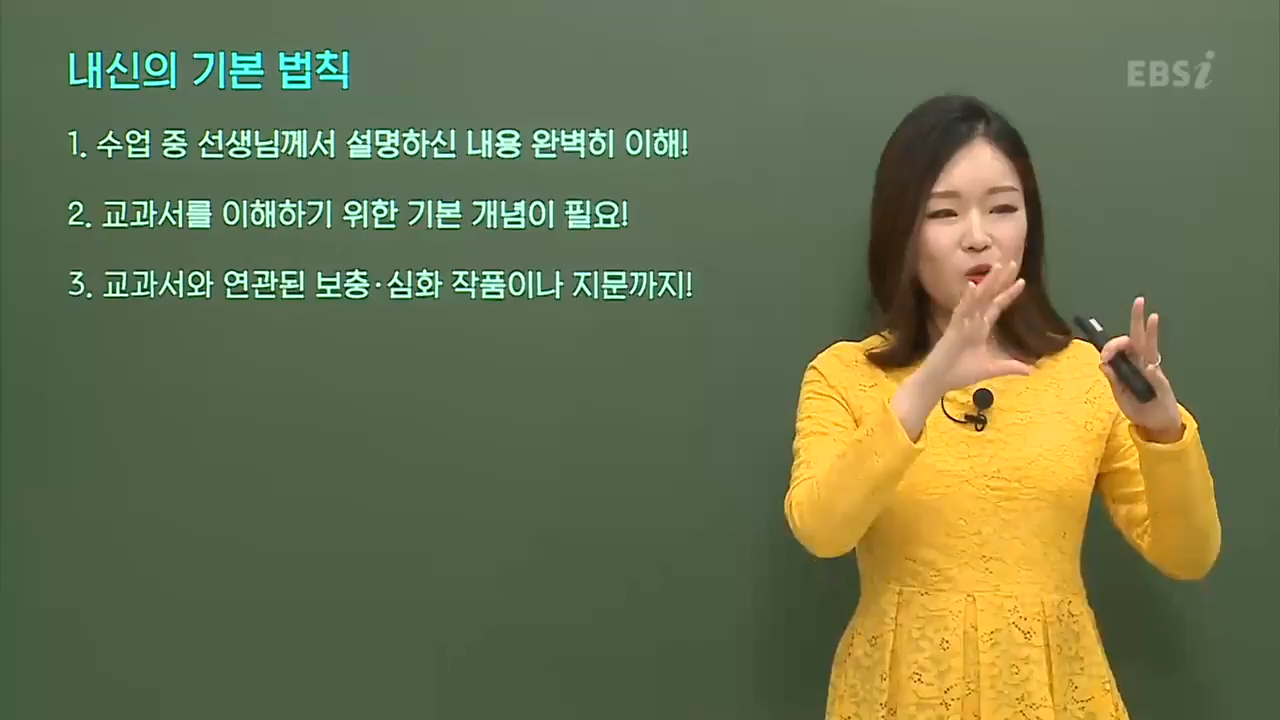 내신의 기본 법칙
EBSi
1. 수업 중 선생님께서 설명하신 내용 완벽히 이해!
2. 교과서를 이해하기 위한 기본 개념이 필요!
3. 교과서와 연관된 보충·심화 작품이나 지문까지!